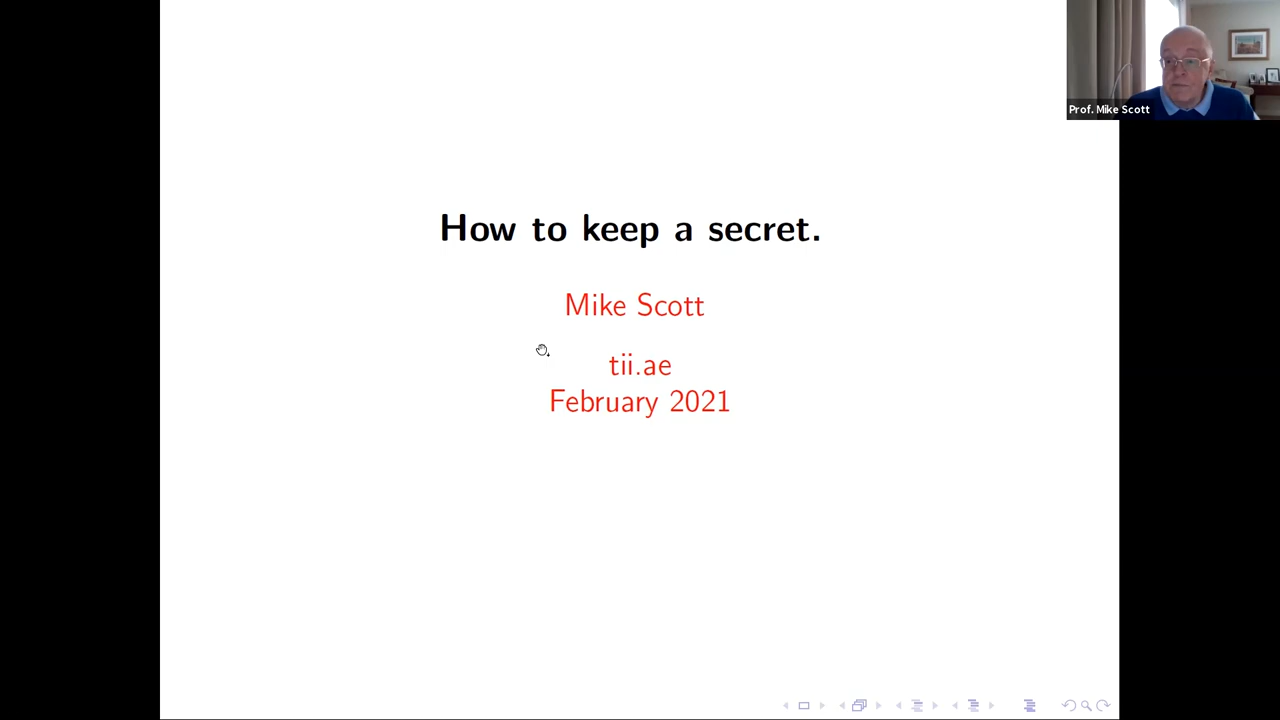 Prof. Mike Scott
How to keep a secret.
Mike Scott
tii.ae
February 2021